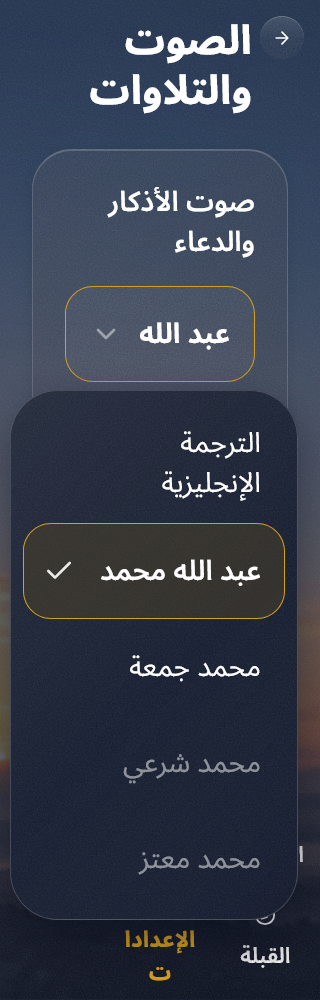 الصوت
والتلاوات
صوت الأذكار
والدعاء
عبد الله
الترجمة
الإنجليزية
عبد الله محمد
محمد جمعة
محمد شرعي
محمد معتز
القبلة
الإعدادا
ت